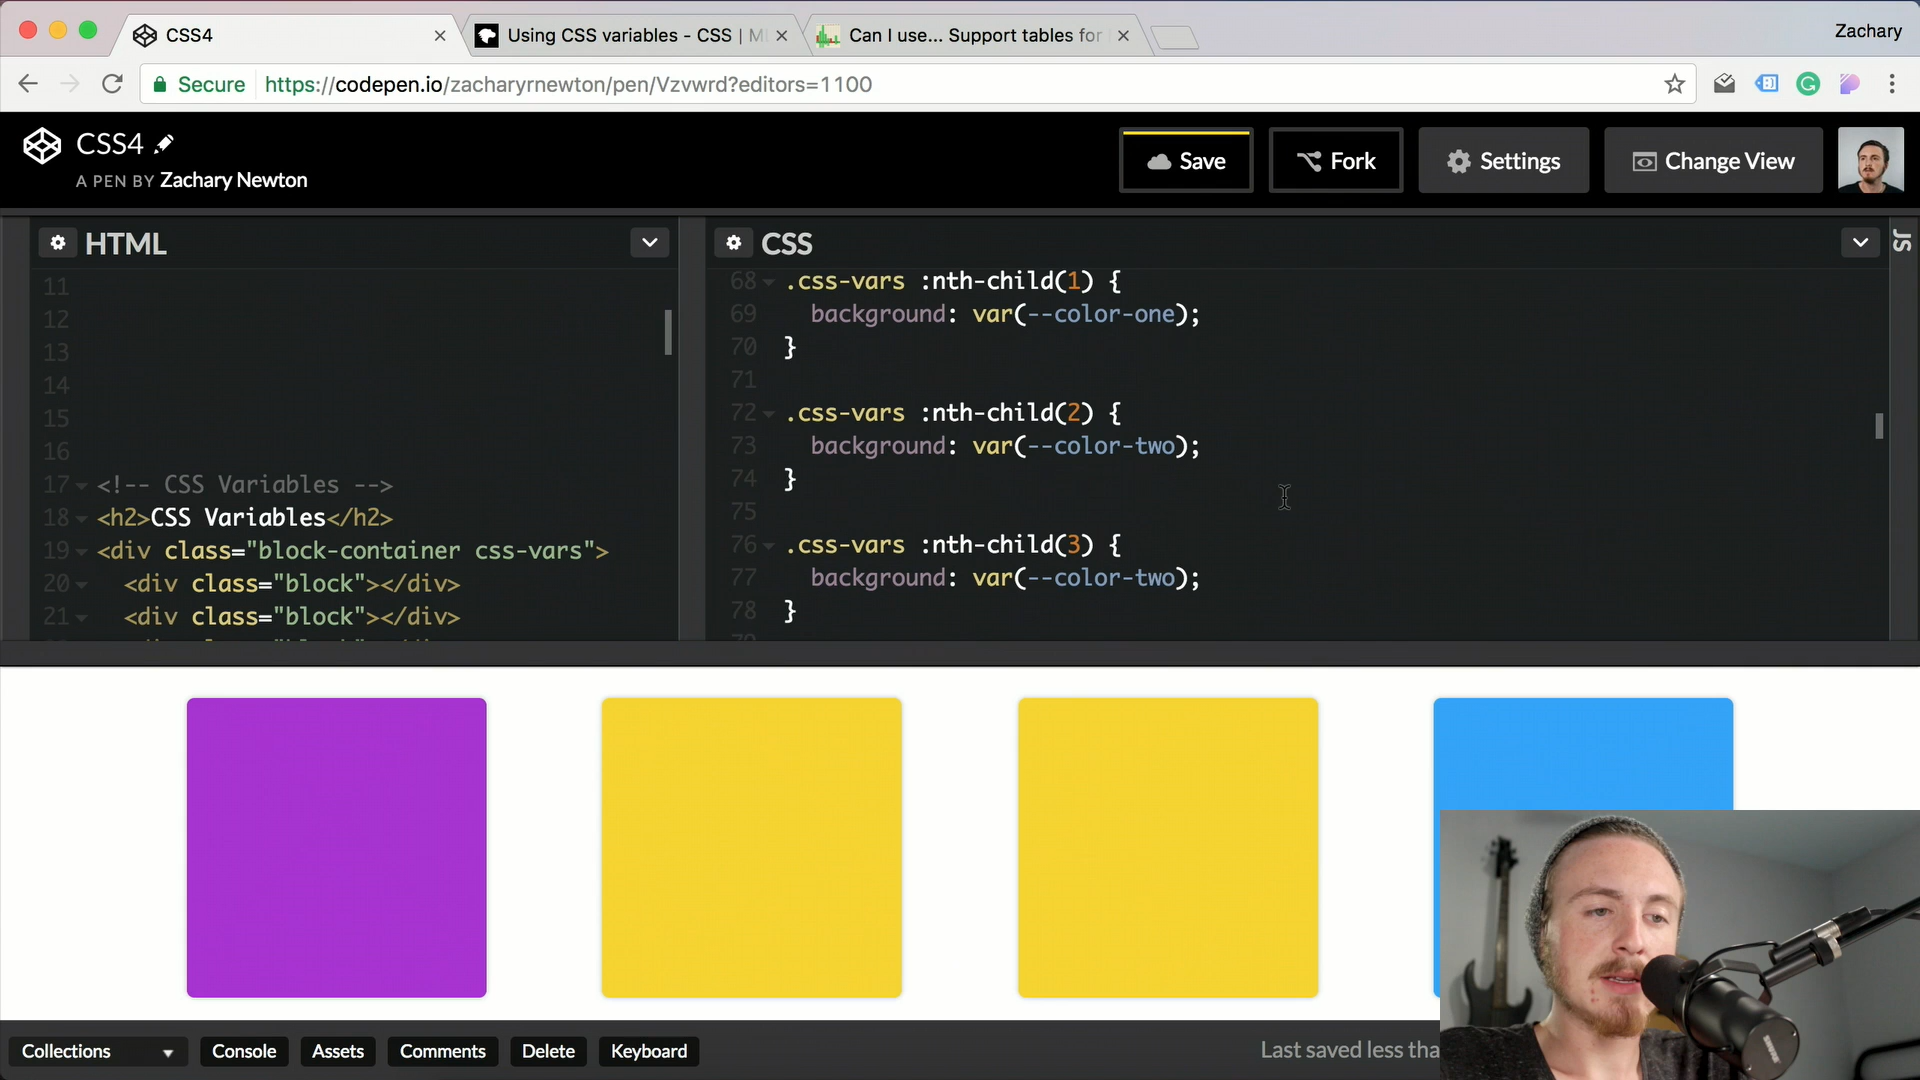 CSS4
Using CSS variables - CSS | M
Can I use... Support tables for
Zachary
Secure
https://codepen.io/zacharyrnewton/pen/Vzvwrd?editors=1100
CSS4
A PEN BY Zachary Newton
Save
Fork
Settings
Change View
HTML
11
12
13
14
15
16
17 <!-- CSS Variables -->
18 <h2>CSS Variables</h2>
19 <div class="block-container css-vars">
20 <div class="block"></div>
21 <div class="block"></div>
CSS
68 .css-vars :nth-child(1) {
69 background: var(--color-one);
70 }
71
72 .css-vars :nth-child(2) {
73 background: var(--color-two);
74 }
75
76 .css-vars :nth-child(3) {
77 background: var(--color-two);
78 }
JS
Collections
Console
Assets
Comments
Delete
Keyboard
Last saved less tha